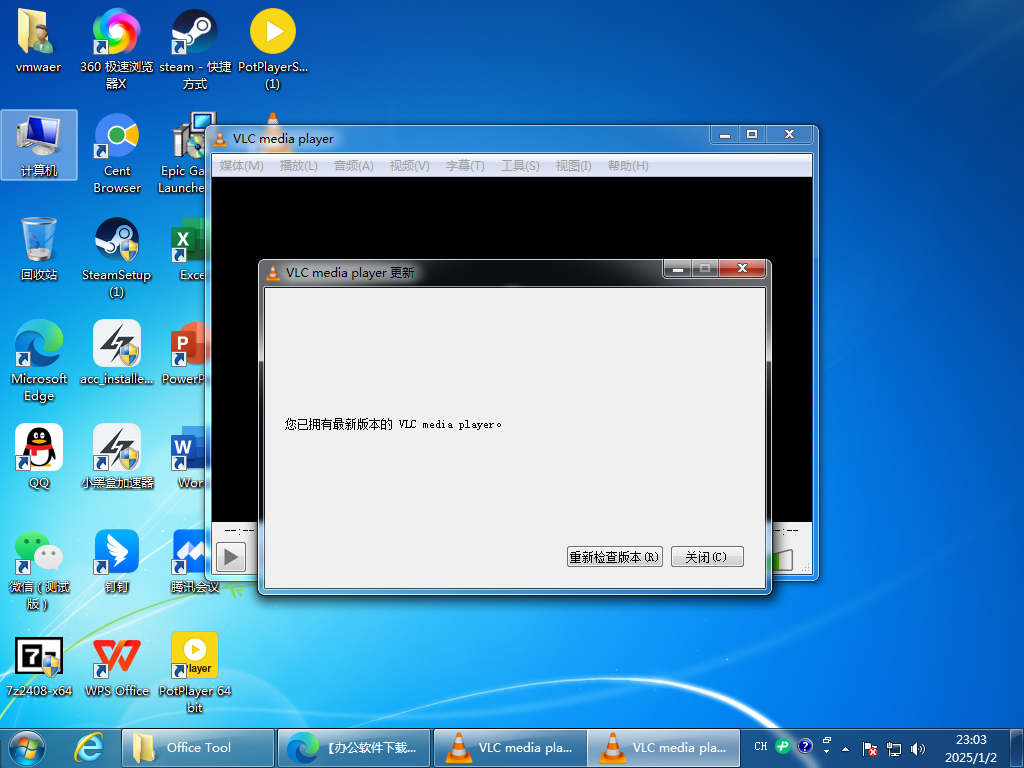 vmwaer
360 极速浏览
器X
steam - 快捷
方式
PotPlayerS...
(1)
计算机
Cent
Browser
Epic Ga
Launche
回收站
SteamSetup
(1)
Exce
Microsoft
Edge
acc_installe...
PowerP
QQ
小黑盒加速器
Wor
微信（测试
版）
钉钉
腾讯会议
7z2408-x64
WPS Office
Player
PotPlayer 64
bit
VLC media player
媒体(M) 播放(L) 音频(A) 视频(V) 字幕(T) 工具(S) 视图(I) 帮助(H)
VLC media player 更新
您已拥有最新版本的 VLC media player。
--:--
--:--
重新检查版本(R) 关闭(C)
Office Tool
【办公软件下载...
VLC media pla...
VLC media pla...
CH
23:03
2025/1/2